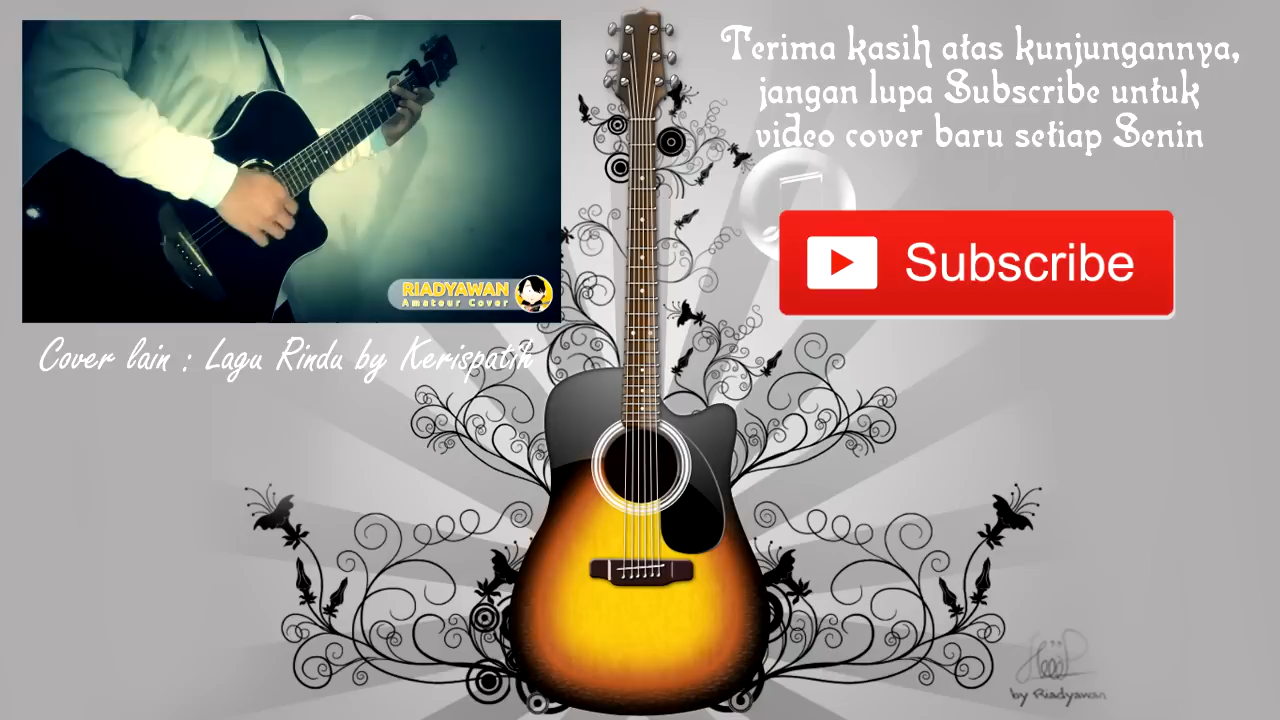 Terima kasih atas kunjungannya,
jangan lupa Subscribe untuk
video cover baru setiap Senin
Subscribe
RIADYAWAN
Amateur Cover
Cover lain : Lagu Rindu by Kerispatih
by Riadyawan